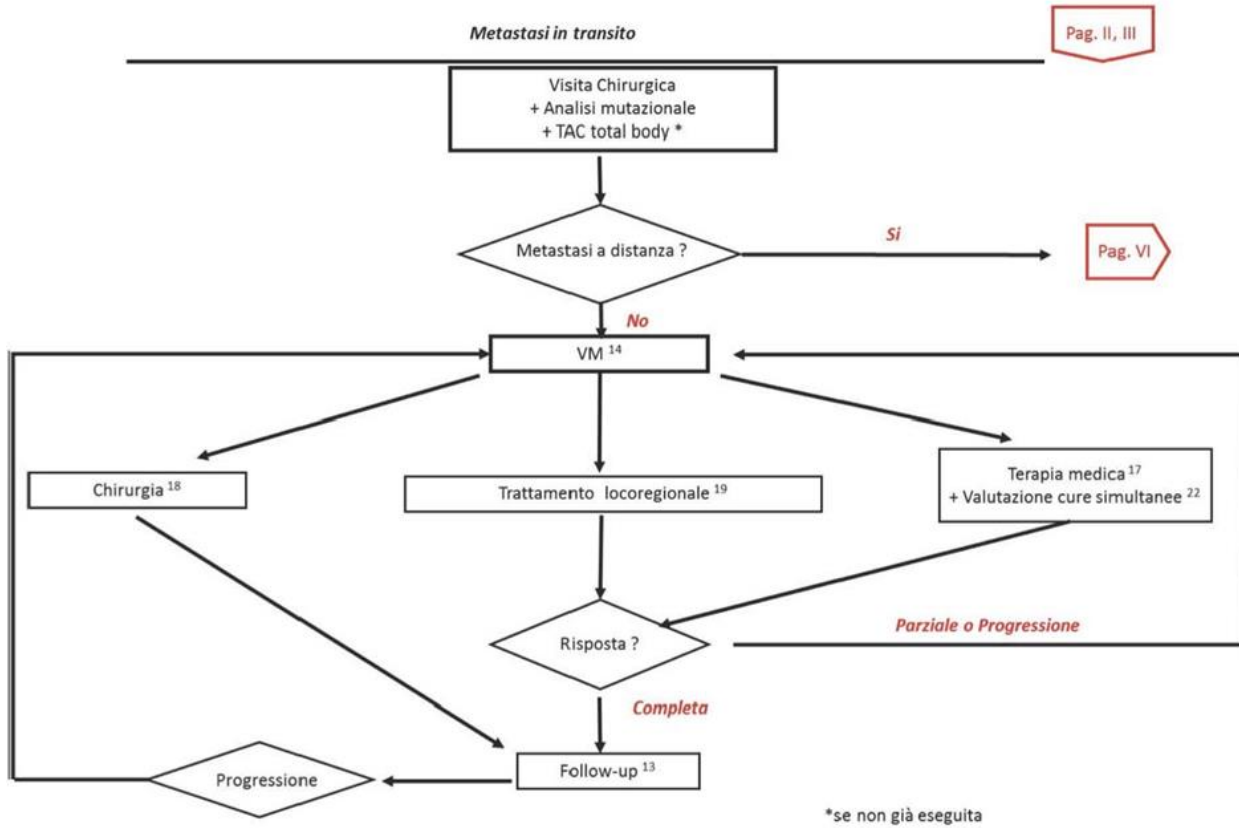 Metastasi in transito
Pag. II, III
Visita Chirurgica
+ Analisi mutazionale
+ TAC total body *
Metastasi a distanza ?
Si
Pag. VI
No
VM 14
Chirurgia 18
Trattamento locoregionale 19
Terapia medica 17
+ Valutazione cure simultanee 22
Risposta ?
Parziale o Progressione
Completa
Follow-up 13
Progressione
*se non già eseguita